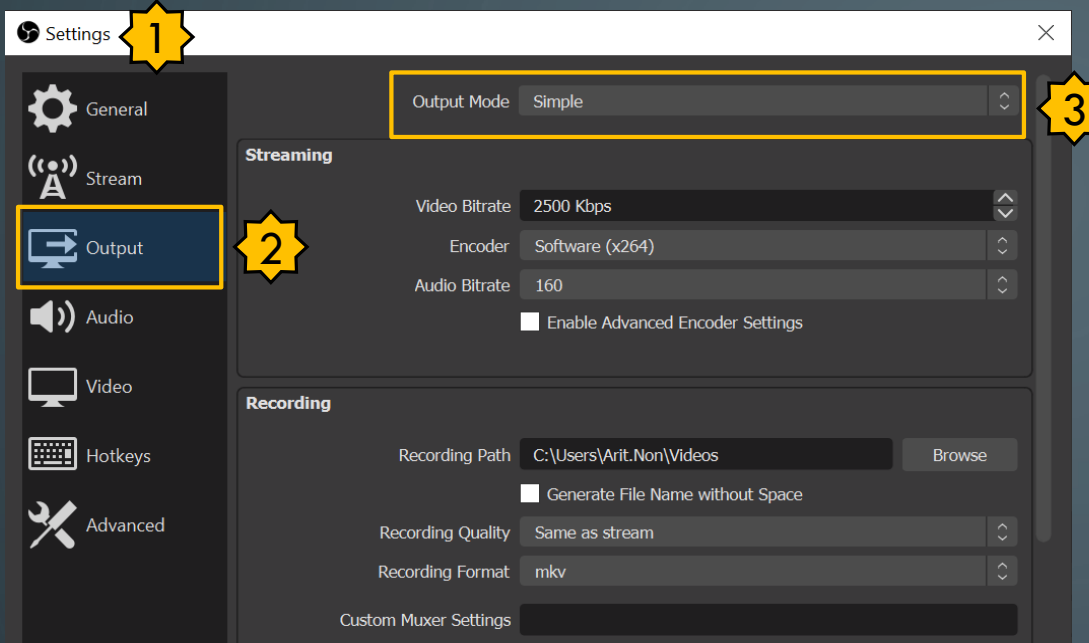 Settings
1
General
Stream
Output
2
Audio
Video
Hotkeys
Advanced
Output Mode Simple
3
Streaming
Video Bitrate 2500 Kbps
Encoder Software (x264)
Audio Bitrate 160
Enable Advanced Encoder Settings
Recording
Recording Path C:\Users\Arit.Non\Videos Browse
Generate File Name without Space
Recording Quality Same as stream
Recording Format mkv
Custom Muxer Settings